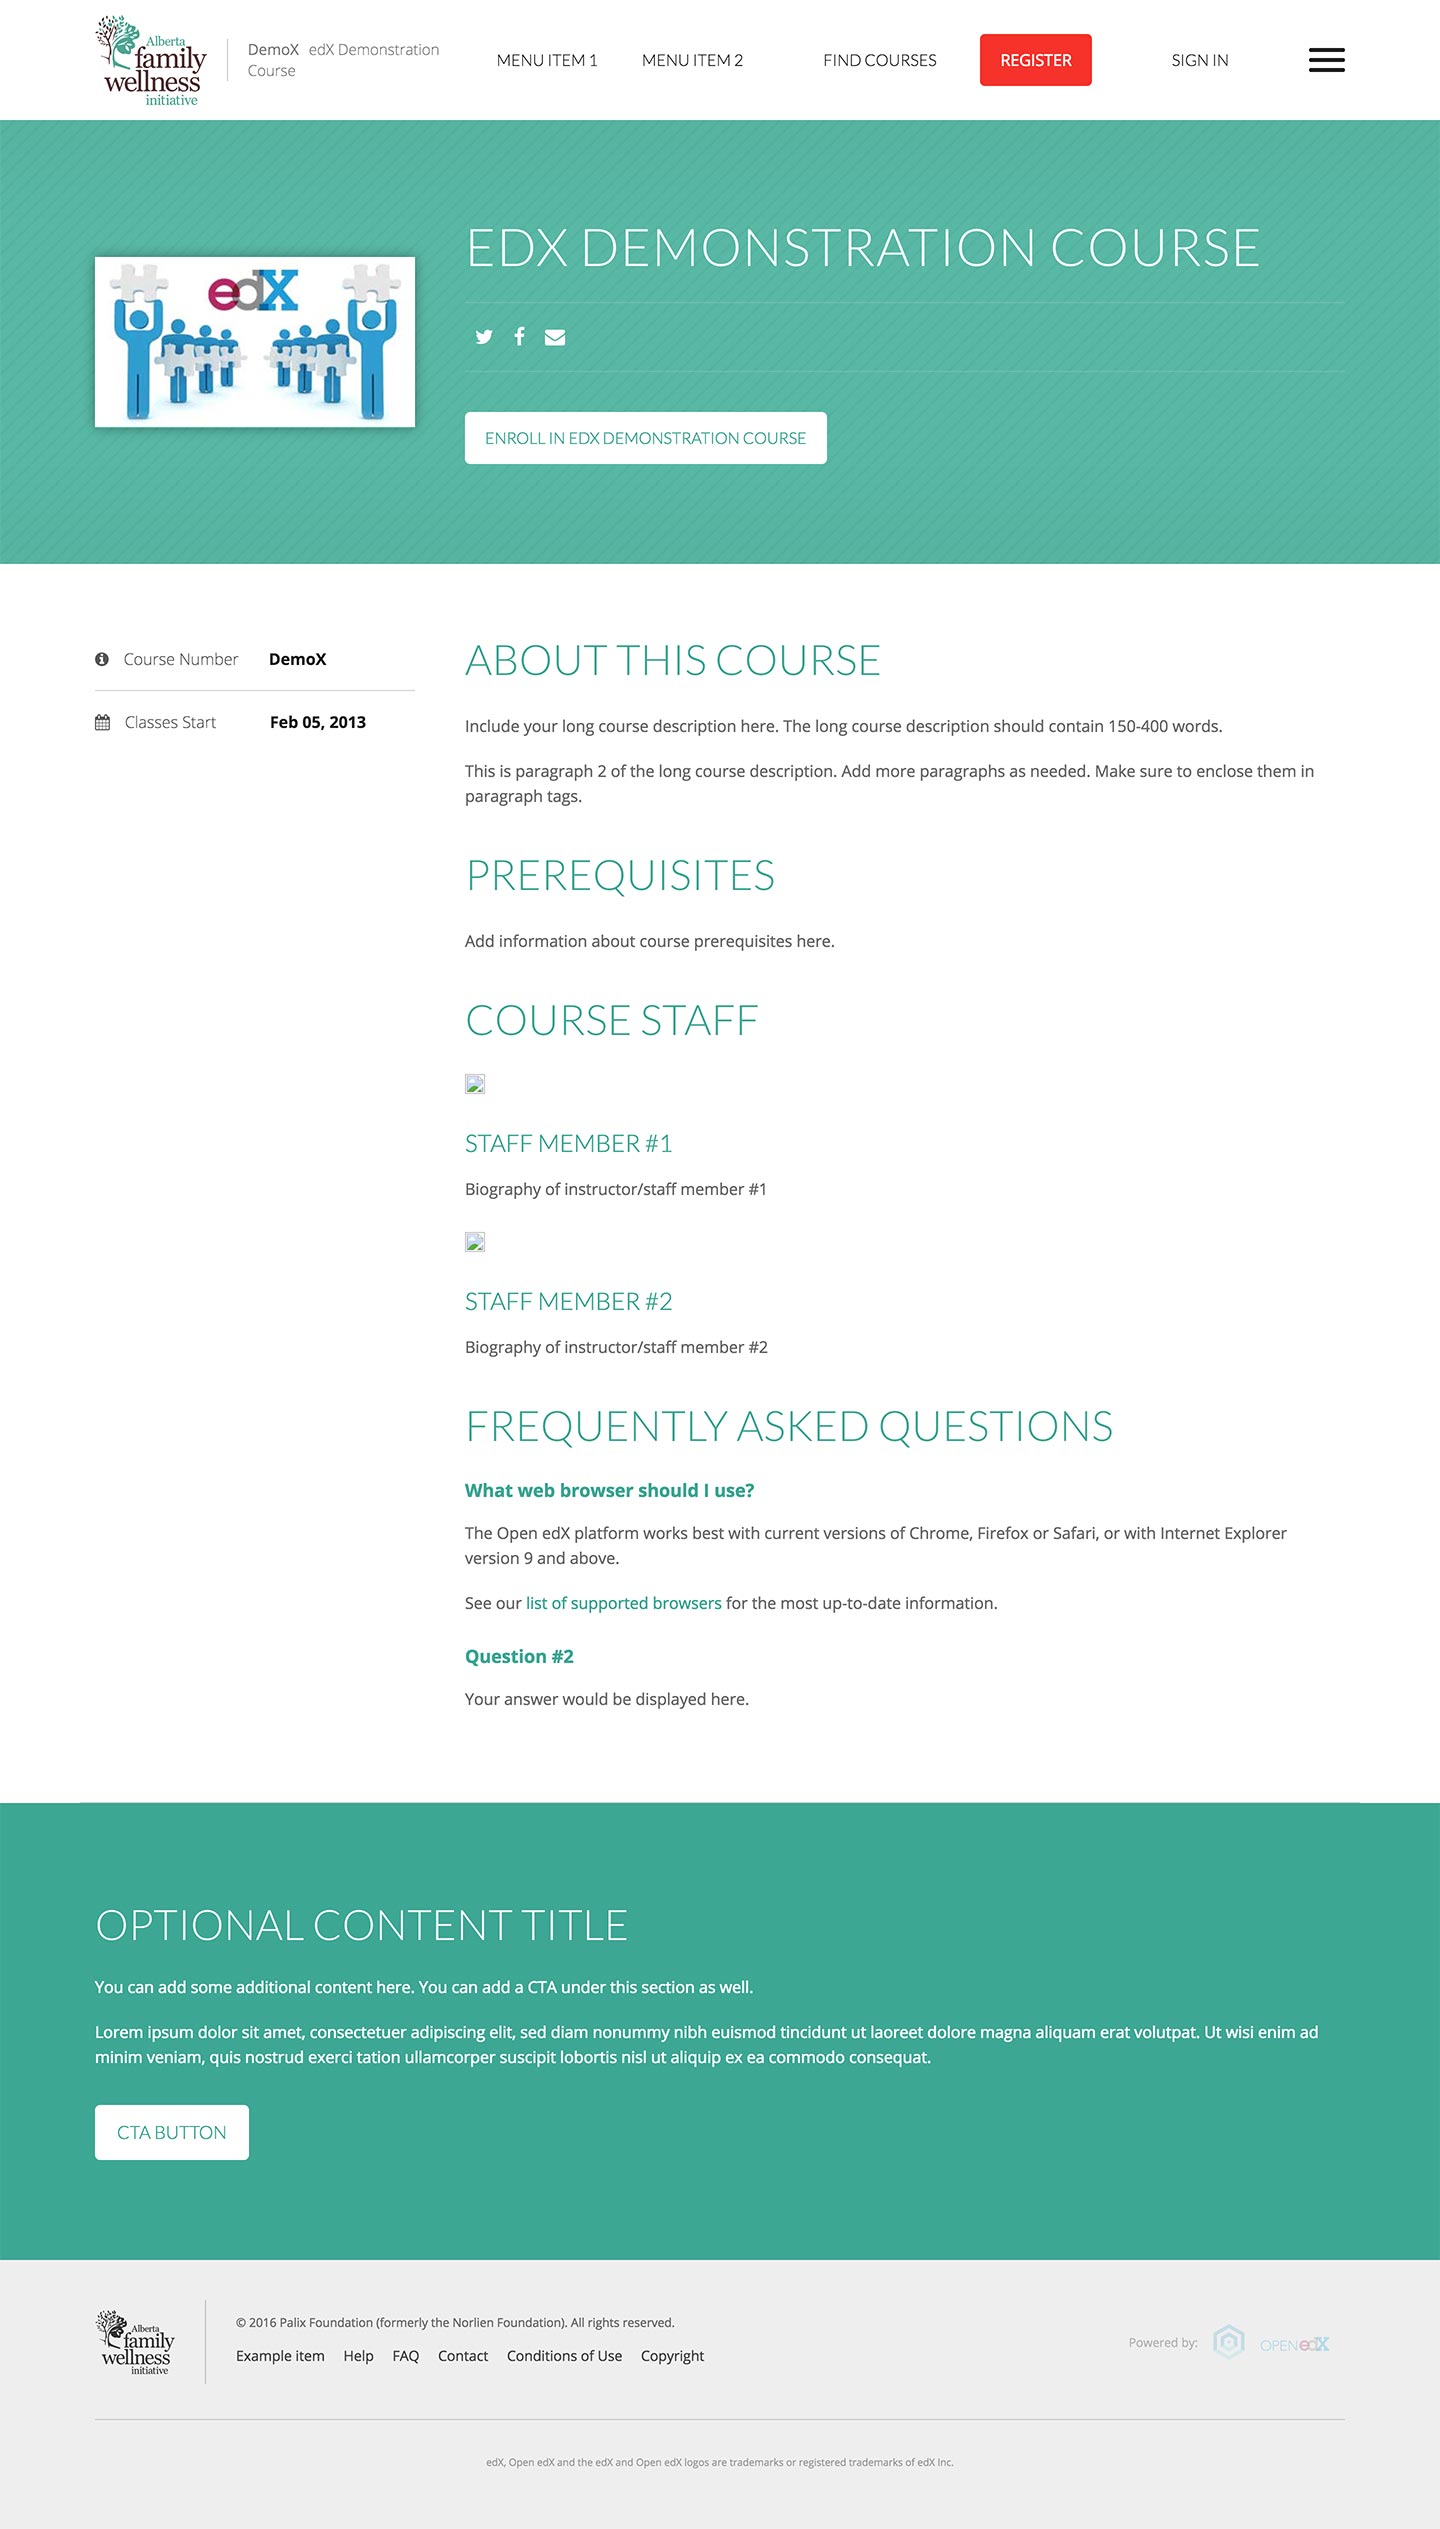 Alberta
family
wellness
initiative
DemoX edX Demonstration
Course
MENU ITEM 1
MENU ITEM 2
FIND COURSES
REGISTER
SIGN IN
edX
EDX DEMONSTRATION COURSE
ENROLL IN EDX DEMONSTRATION COURSE
Course Number DemoX
Classes Start Feb 05, 2013
ABOUT THIS COURSE
Include your long course description here. The long course description should contain 150-400 words.
This is paragraph 2 of the long course description. Add more paragraphs as needed. Make sure to enclose them in
paragraph tags.
PREREQUISITES
Add information about course prerequisites here.
COURSE STAFF
STAFF MEMBER #1
Biography of instructor/staff member #1
STAFF MEMBER #2
Biography of instructor/staff member #2
FREQUENTLY ASKED QUESTIONS
What web browser should I use?
The Open edX platform works best with current versions of Chrome, Firefox or Safari, or with Internet Explorer
version 9 and above.
See our list of supported browsers for the most up-to-date information.
Question #2
Your answer would be displayed here.
OPTIONAL CONTENT TITLE
You can add some additional content here. You can add a CTA under this section as well.
Lorem ipsum dolor sit amet, consectetuer adipiscing elit, sed diam nonummy nibh euismod tincidunt ut laoreet dolore magna aliquam erat volutpat. Ut wisi enim ad
minim veniam, quis nostrud exerci tation ullamcorper suscipit lobortis nisl ut aliquip ex ea commodo consequat.
CTA BUTTON
Alberta
family
wellness
initiative
© 2016 Palix Foundation (formerly the Norlien Foundation). All rights reserved.
Example item Help FAQ Contact Conditions of Use Copyright
Powered by:
OPEN edX
edX, Open edX and the edX and Open edX logos are trademarks or registered trademarks of edX Inc.